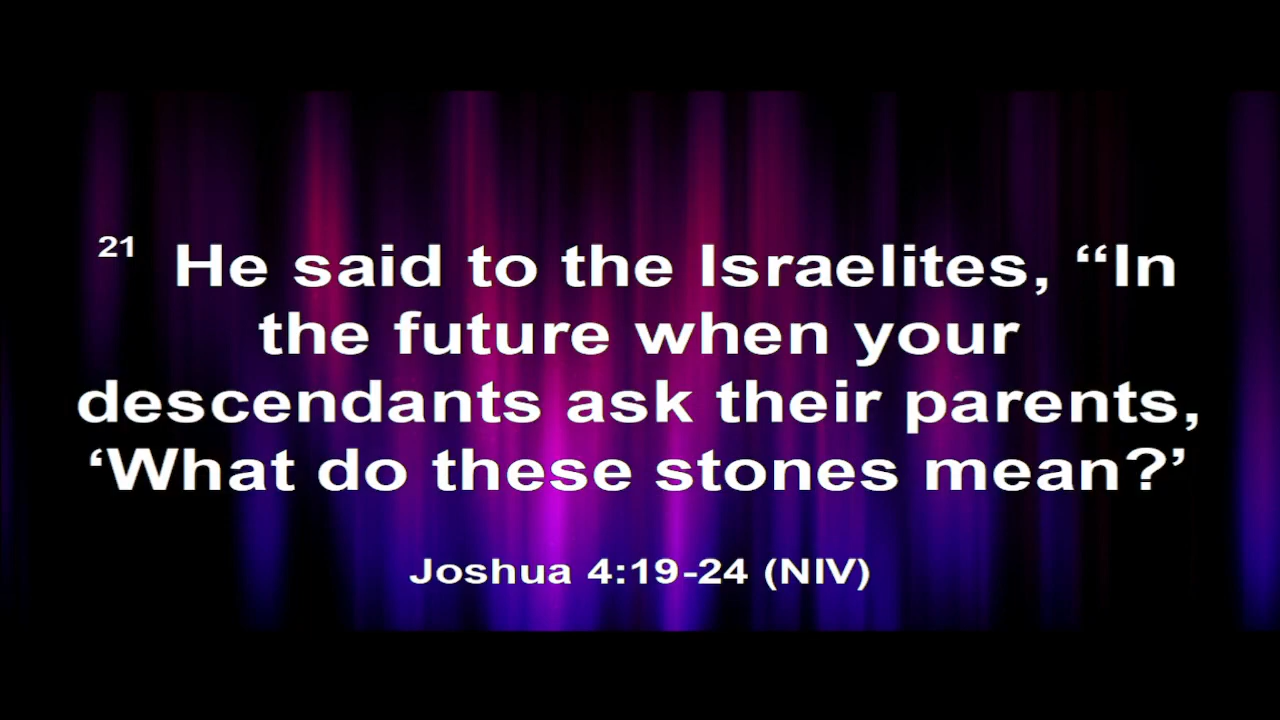 21 He said to the Israelites, “In
the future when your
descendants ask their parents,
‘What do these stones mean?’
Joshua 4:19-24 (NIV)